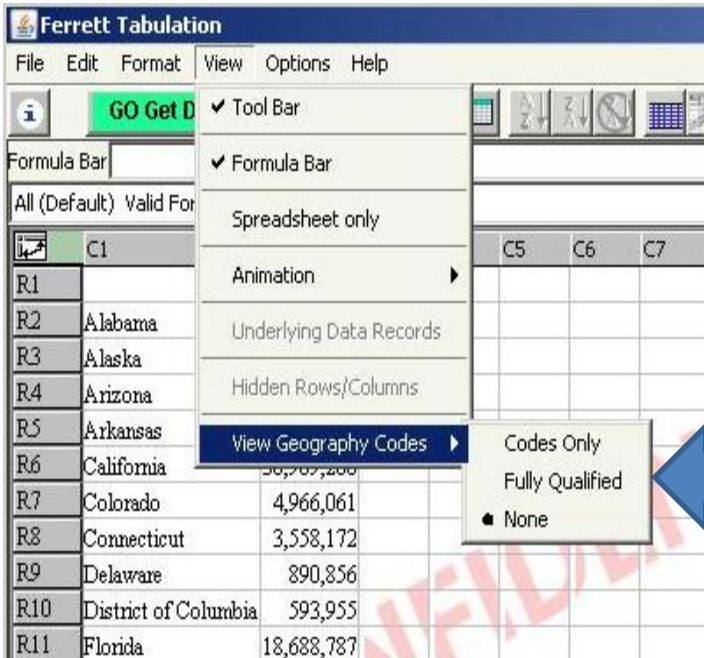 Ferrett Tabulation
File Edit Format View Options Help
GO Get D
Tool Bar
Formula Bar
Formula Bar
All (Default) Valid For
Spreadsheet only
C1 C5 C6 C7
Animation
R1
R2 Alabama
Underlying Data Records
R3 Alaska
Hidden Rows/Columns
R4 Arizona
R5 Arkansas
View Geography Codes
Codes Only
Fully Qualified
None
R6 California
R7 Colorado 4,966,061
R8 Connecticut 3,558,172
R9 Delaware 890,856
R10 District of Columbia 593,955
R11 Florida 18,688,787